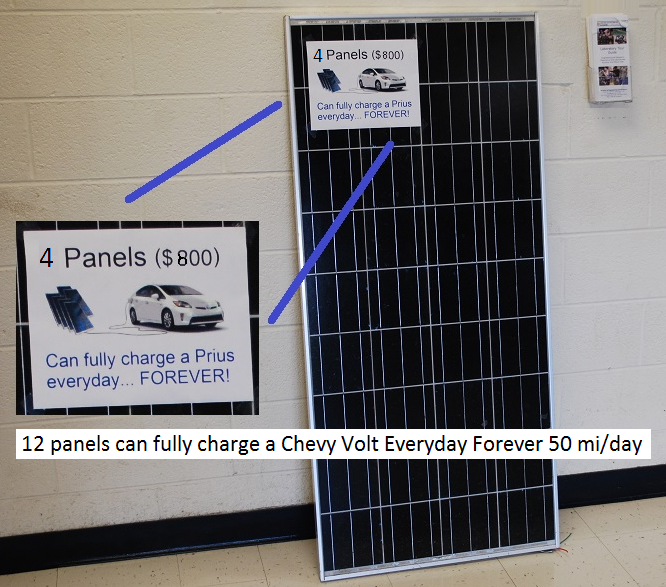 4 Panels ($800)
Can fully charge a Prius
everyday... FOREVER!
4 Panels ($800)
Can fully charge a Prius
everyday... FOREVER!
12 panels can fully charge a Chevy Volt Everyday Forever 50 mi/day